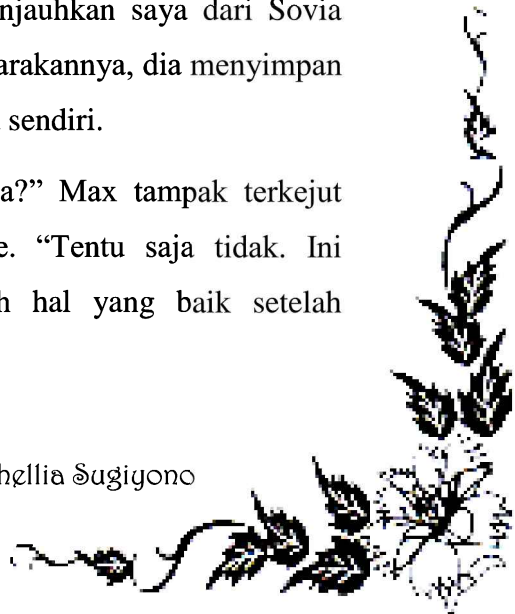 njauhkan saya dari Sovia
arakannya, dia menyimpan
sendiri.
a?” Max tampak terkejut
e. “Tentu saja tidak. Ini
h hal yang baik setelah
hellia Sugiyono